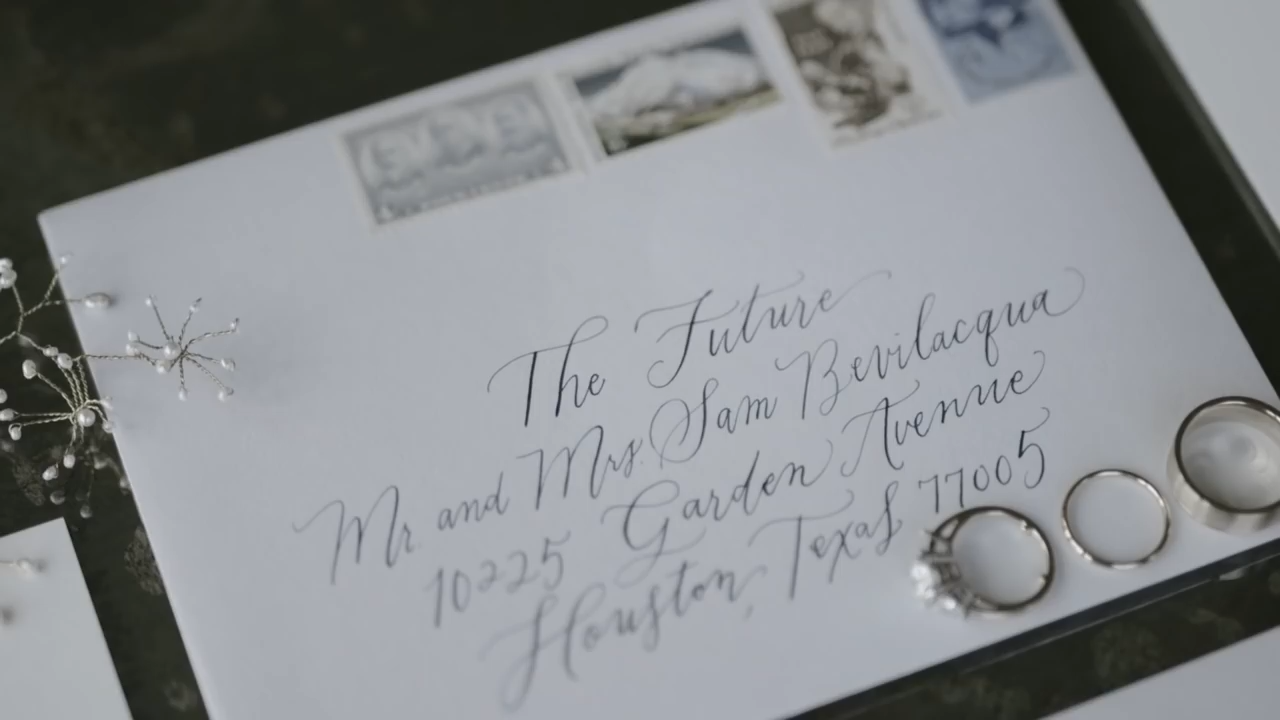 The Future
Mr. and Mrs. Sam Bevilacqua
10225 Garden Avenue
Houston, Texas 77005